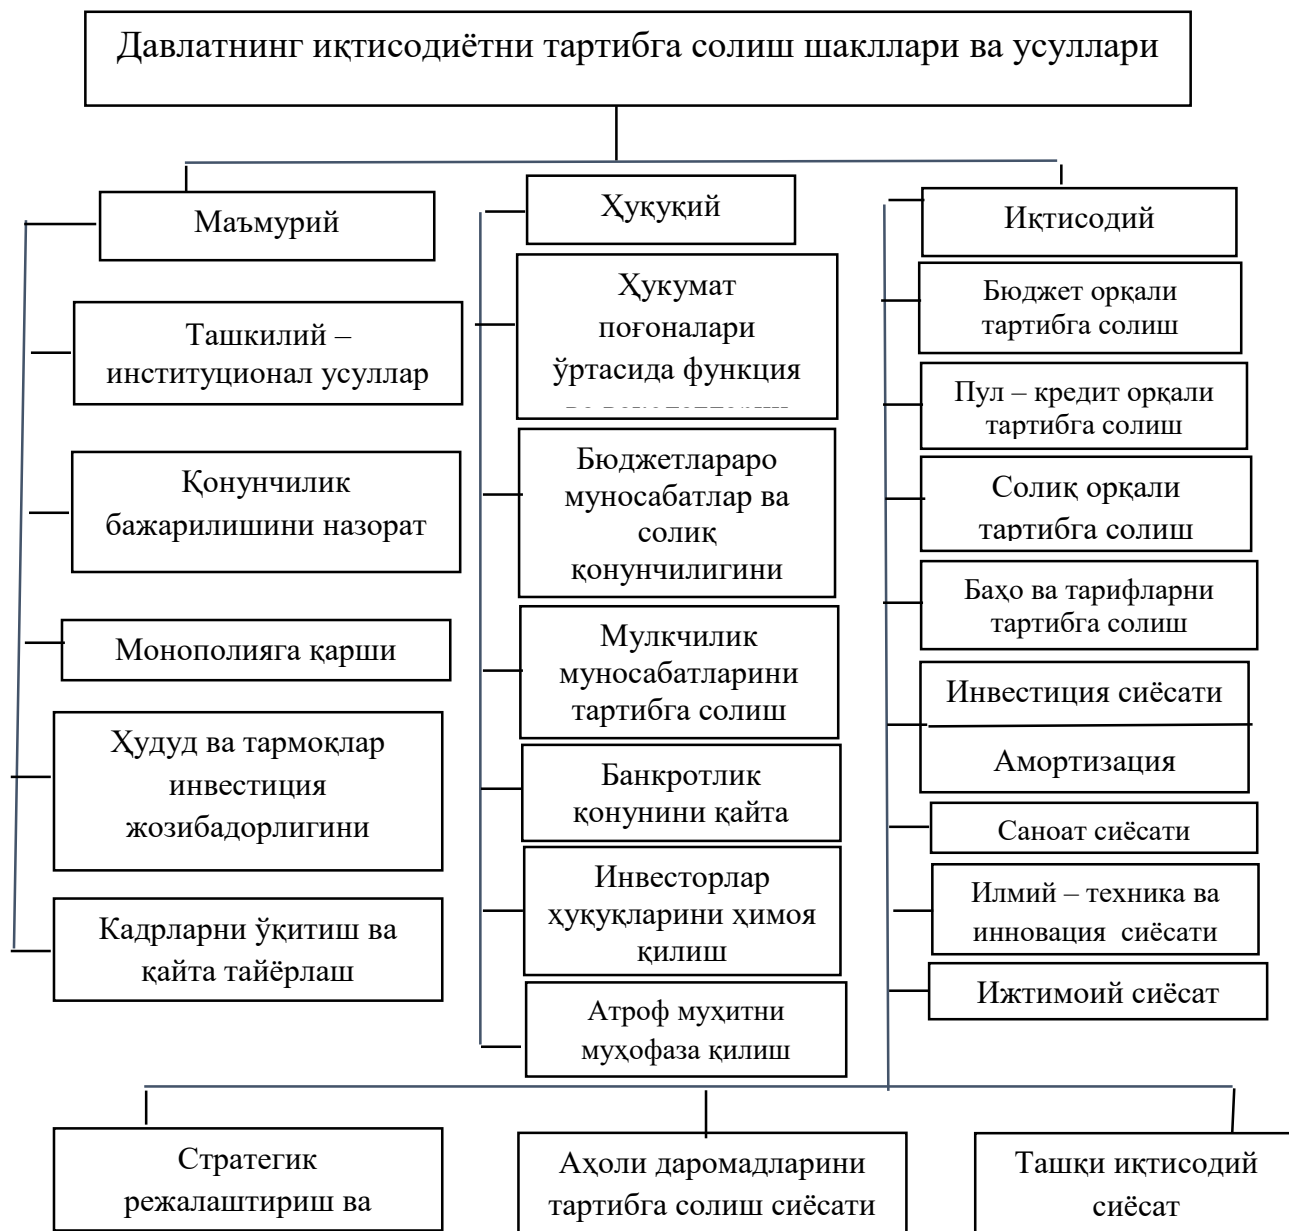 Давлатнинг иқтисодиётни тартибга солиш шакллари ва усуллари
Маъмурий
Ташкилий –
институционал усуллар
Қонунчилик
бажарилишини назорат
Монополияга қарши
Ҳудуд ва тармоқлар
инвестиция
жозибадорлигини
Кадрларни ўқитиш ва
қайта тайёрлаш
Ҳуқуқий
Ҳукумат
поғоналари
ўртасида функция
Бюджетлараро
муносабатлар ва
солиқ
қонунчилигини
Мулкчилик
муносабатларини
тартибга солиш
Банкротлик
қонунини қайта
Инвесторлар
ҳуқуқларини ҳимоя
қилиш
Атроф муҳитни
муҳофаза қилиш
Иқтисодий
Бюджет орқали
тартибга солиш
Пул – кредит орқали
тартибга солиш
Солиқ орқали
тартибга солиш
Баҳо ва тарифларни
тартибга солиш
Инвестиция сиёсати
Амортизация
Саноат сиёсати
Илмий – техника ва
инновация сиёсати
Ижтимоий сиёсат
Стратегик
режалаштириш ва
Аҳоли даромадларини
тартибга солиш сиёсати
Ташқи иқтисодий
сиёсат